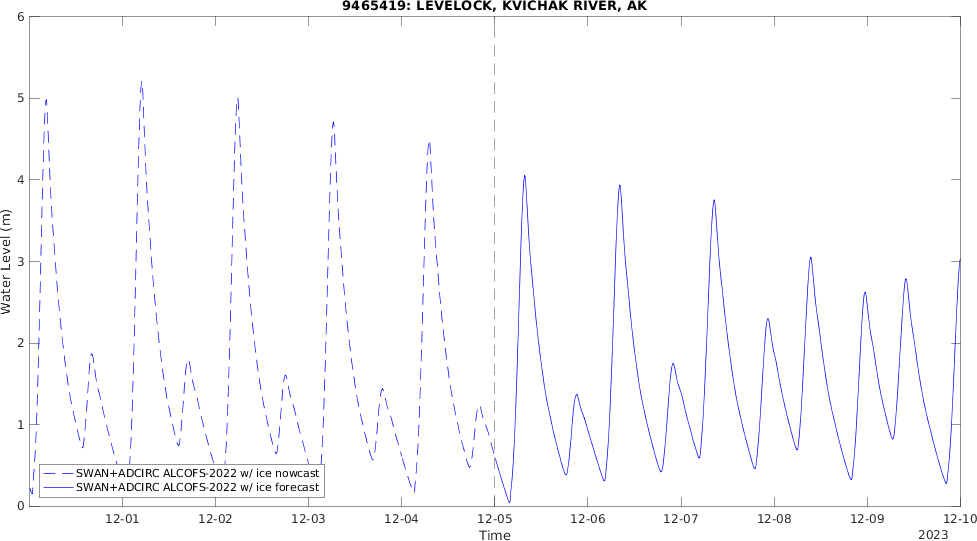 9465419: LEVELOCK, KVICHAK RIVER, AK
Water Level (m)
6
5
4
3
2
1
0
SWAN+ADCIRC ALCOFS-2022 w/ ice nowcast
SWAN+ADCIRC ALCOFS-2022 w/ ice forecast
12-01 12-02 12-03 12-04 12-05 12-06 12-07 12-08 12-09 12-10
Time
2023